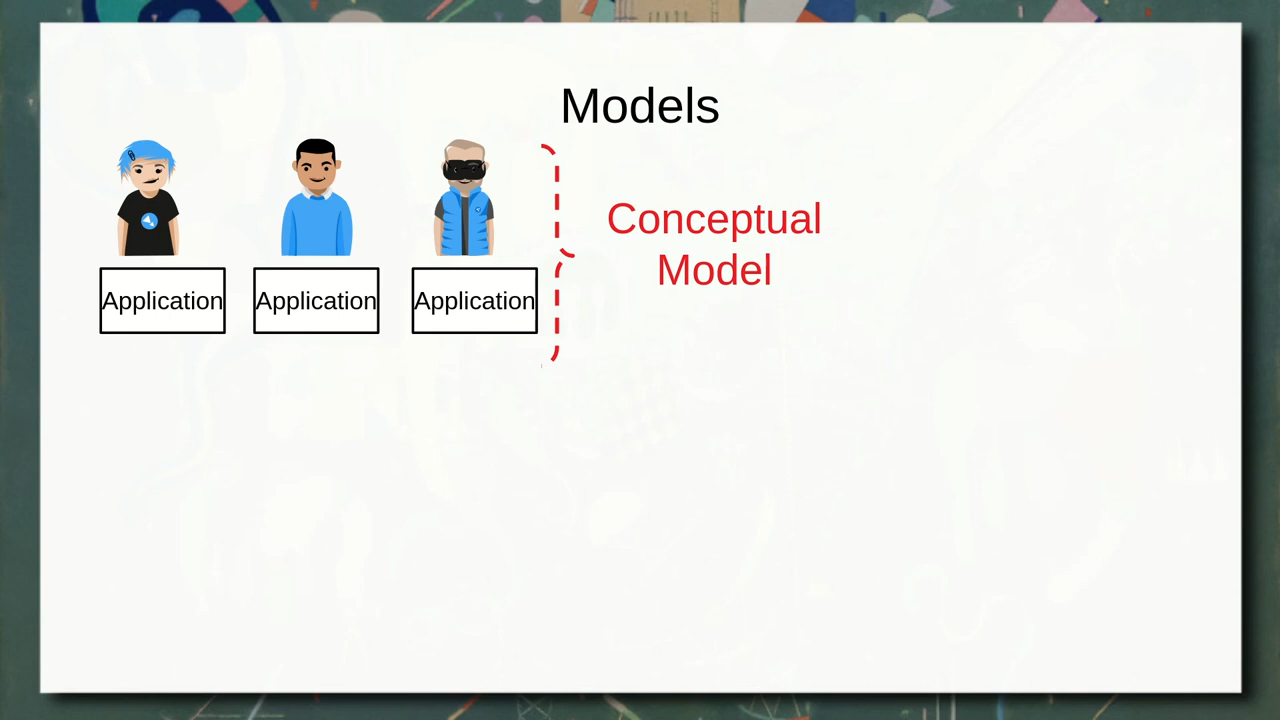 Models
Conceptual
Model
Application
Application
Application